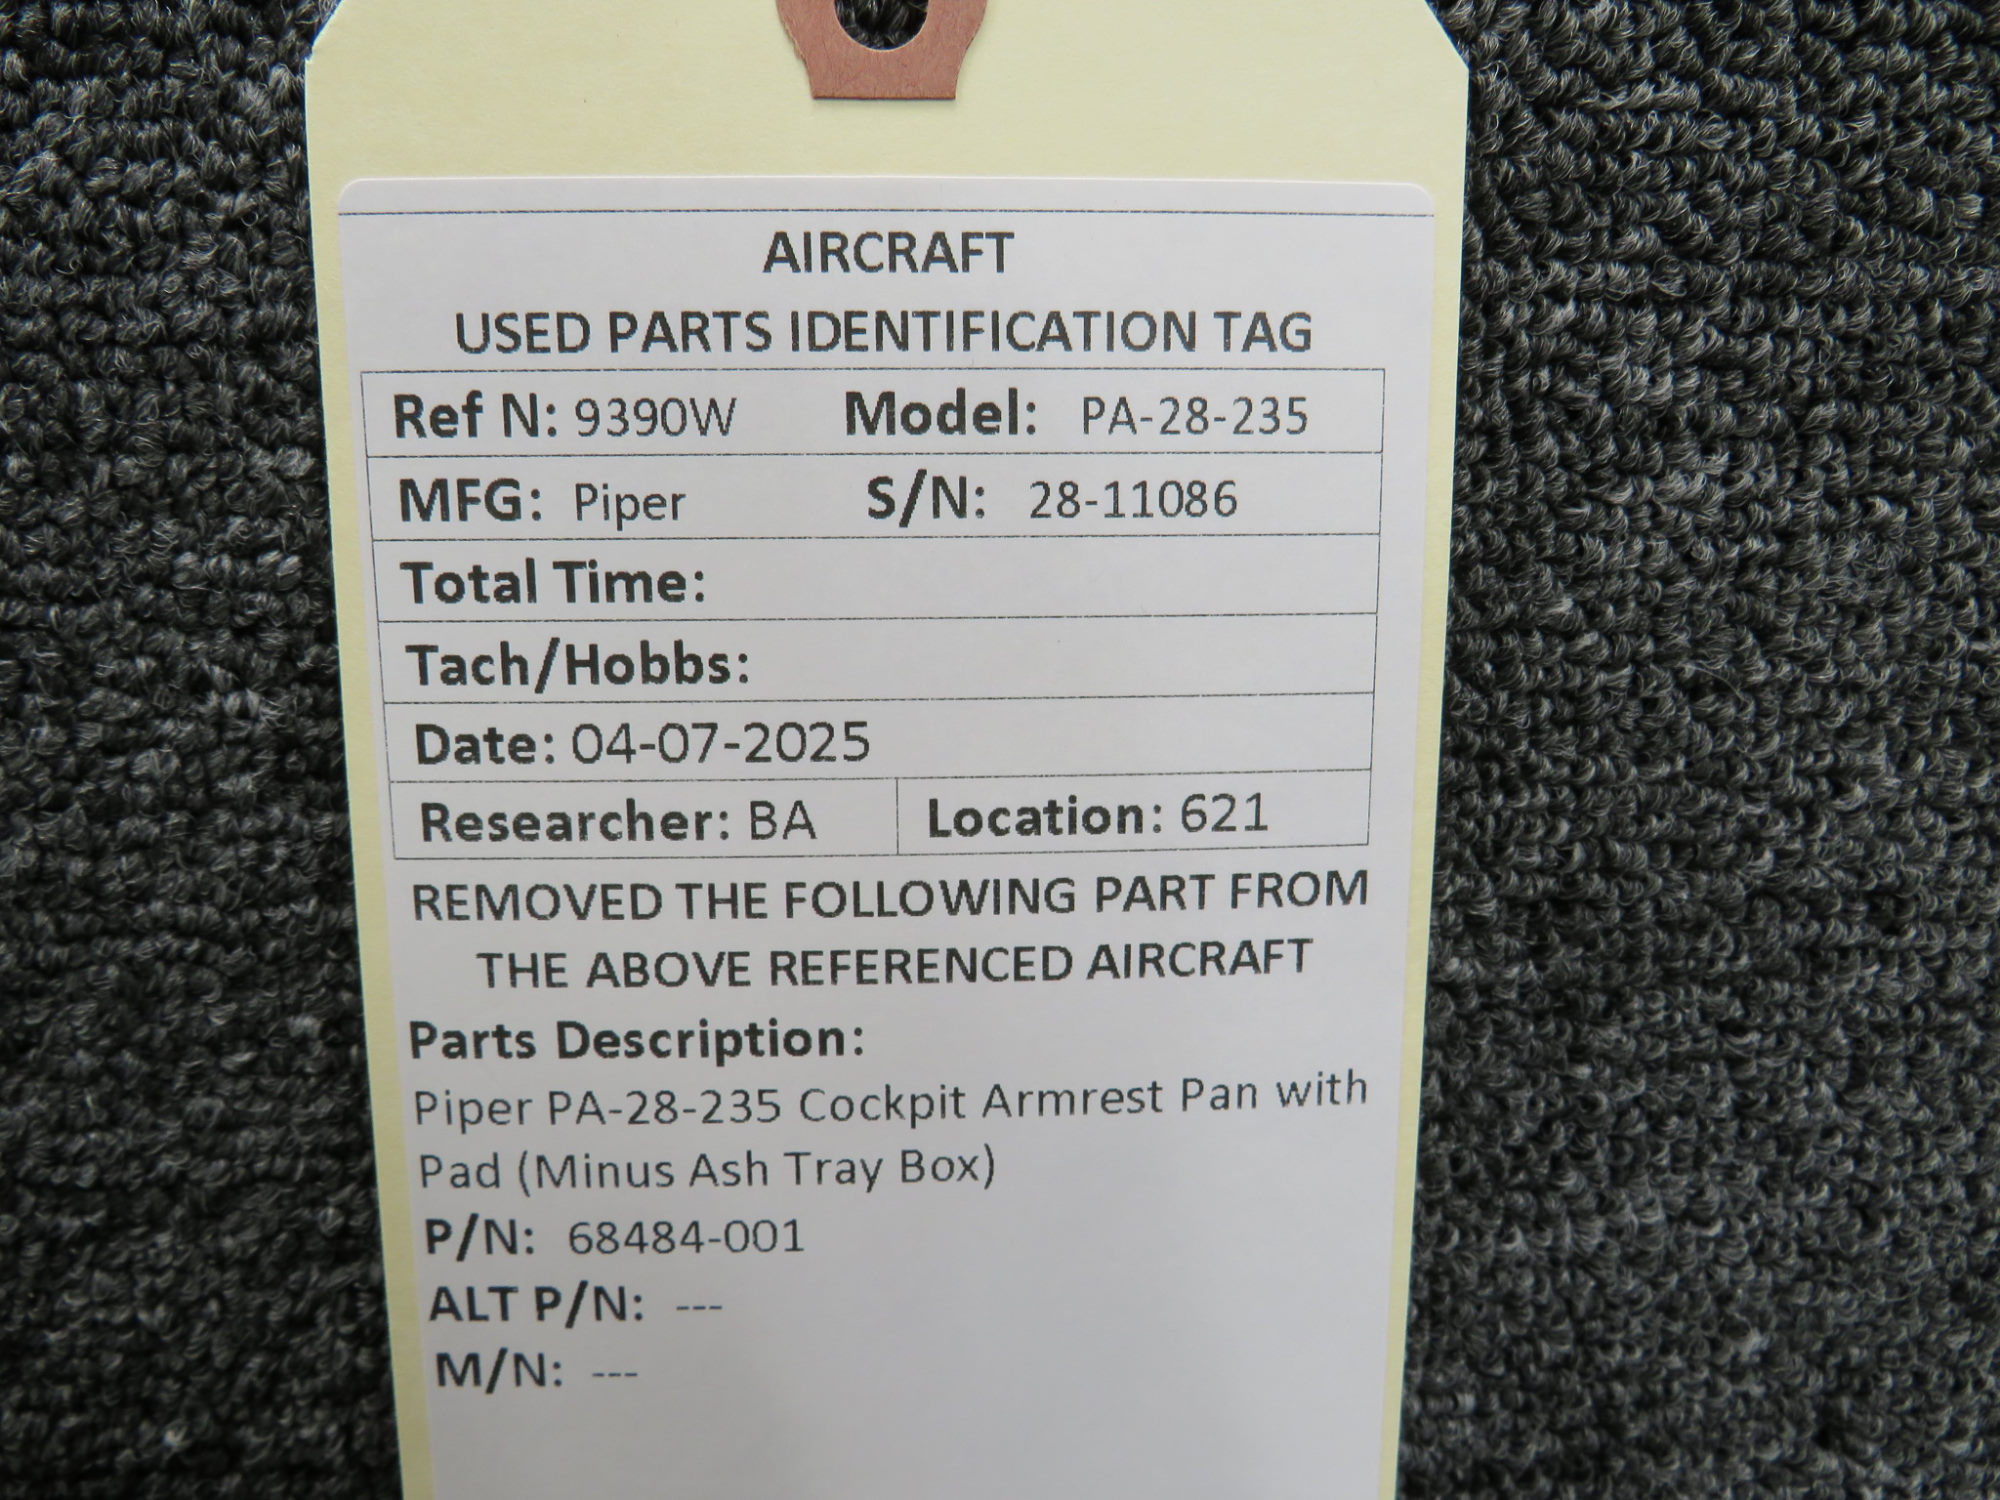 AIRCRAFT
USED PARTS IDENTIFICATION TAG
Ref N: 9390W Model: PA-28-235
MFG: Piper S/N: 28-11086
Total Time:
Tach/Hobbs:
Date: 04-07-2025
Researcher: BA Location: 621
REMOVED THE FOLLOWING PART FROM
THE ABOVE REFERENCED AIRCRAFT
Parts Description:
Piper PA-28-235 Cockpit Armrest Pan with
Pad (Minus Ash Tray Box)
P/N: 68484-001
ALT P/N: ---
M/N: ---